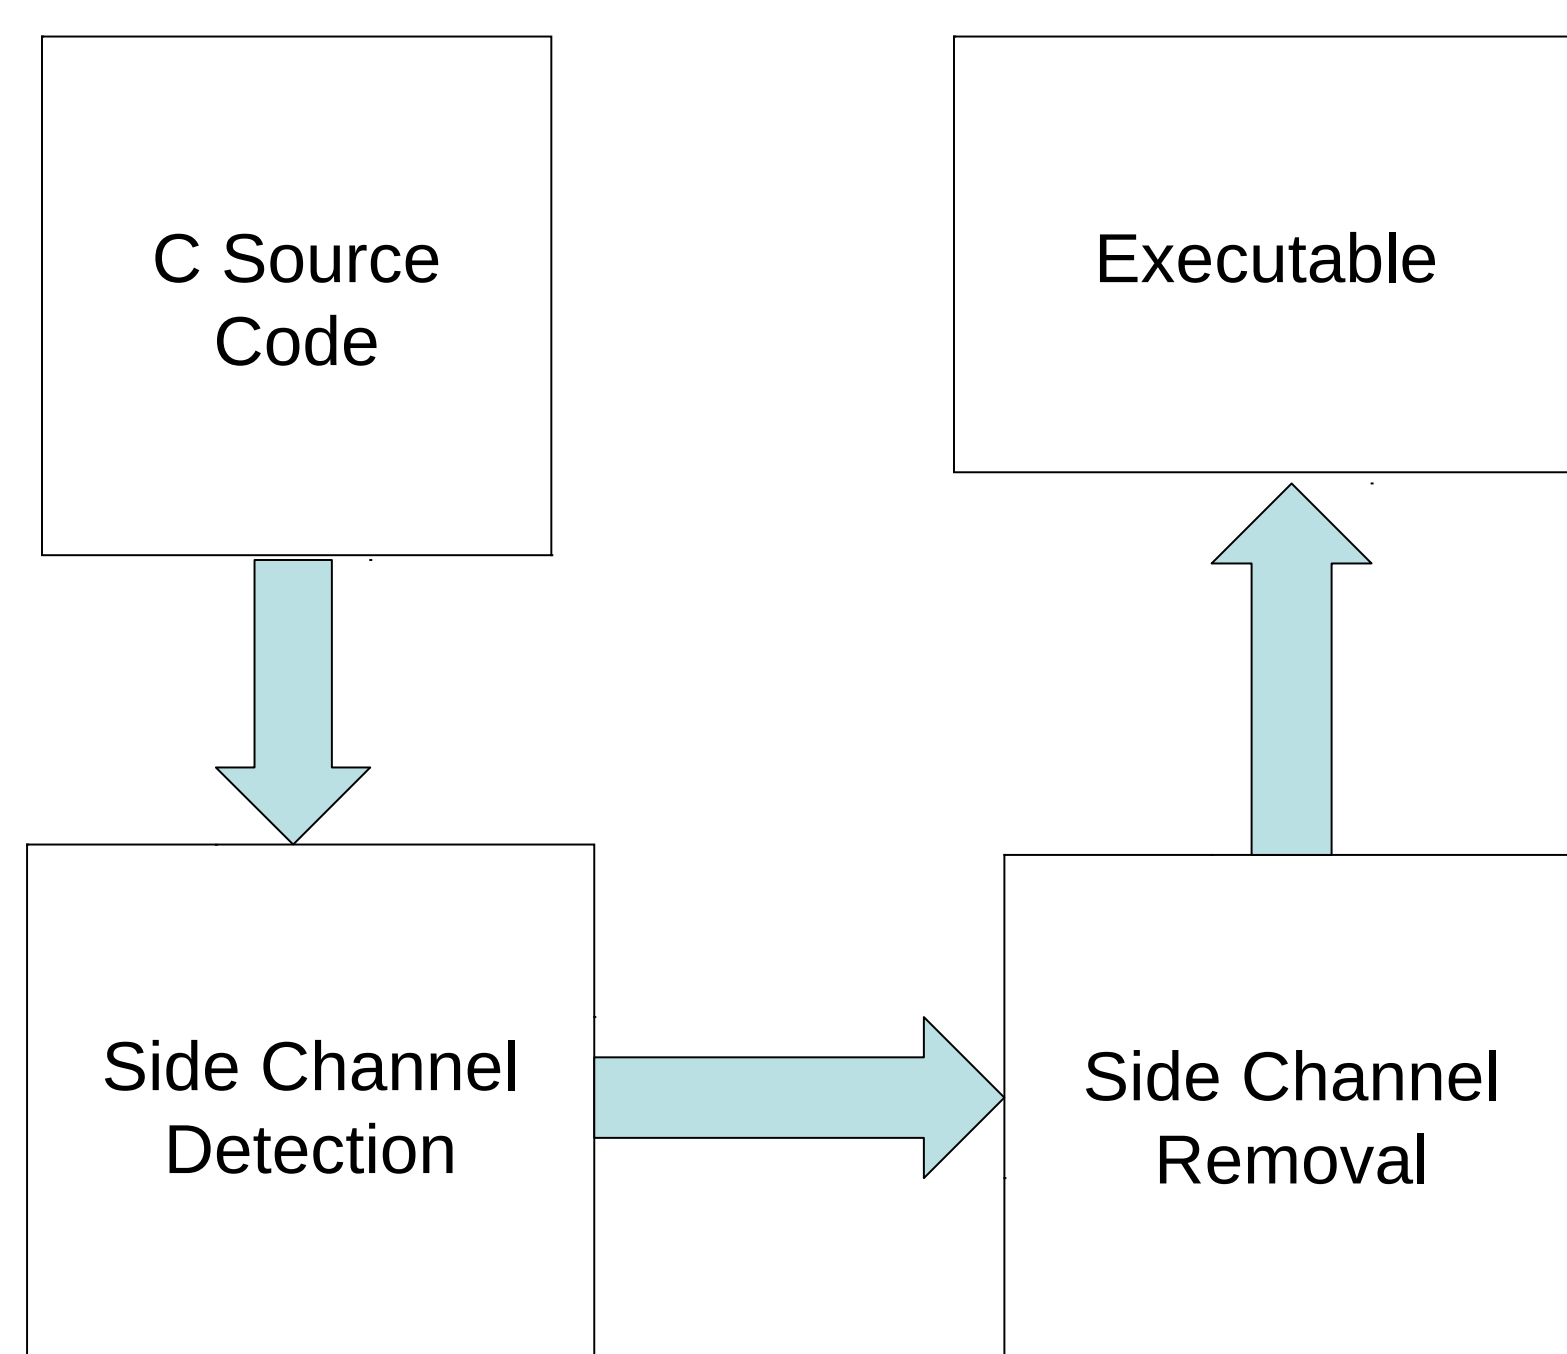 C Source
Code
Executable
Side Channel
Detection
Side Channel
Removal